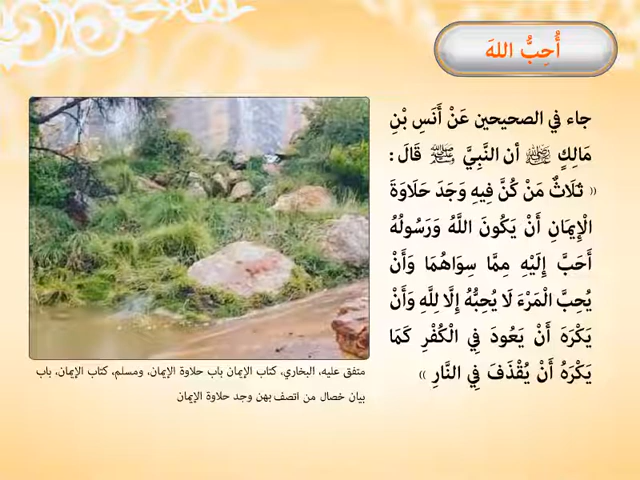 أُحِبُّ اللهَ
جاء في الصحيحين عَنْ أَنَسِ بْنِ
مَالِكٍ ﷺ أن النَّبِيَّ ﷺ قَالَ :
« ثَلَاثٌ مَنْ كُنَّ فِيهِ وَجَدَ حَلَاوَةَ
الْإِيمَانِ أَنْ يَكُونَ اللَّهُ وَرَسُولُهُ
أَحَبَّ إِلَيْهِ مِمَّا سِوَاهُمَا وَأَنْ
يُحِبَّ الْمَرْءَ لَا يُحِبُّهُ إِلَّا لِلَّهِ وَأَنْ
يَكْرَهَ أَنْ يَعُودَ فِي الْكُفْرِ كَمَا
يَكْرَهُ أَنْ يُقْذَفَ فِي النَّارِ »
متفق عليه، البخاري، كتاب الإيمان باب حلاوة الإيمان، ومسلم، كتاب الإيمان، باب
بيان خصال من اتصف بهن وجد حلاوة الإيمان